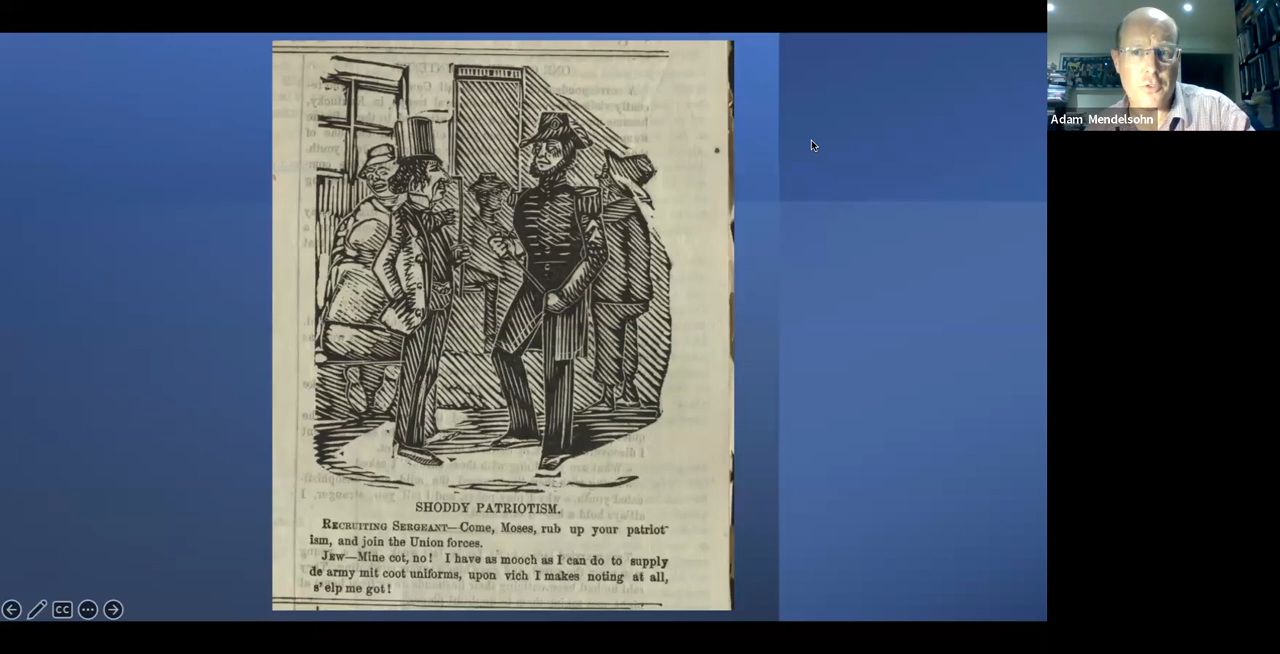 Adam Mendelsohn
SHODDY PATRIOTISM.
RECRUITING SERGEANT—Come, Moses, rub up your patriot-
ism, and join the Union forces.
JEW—Mine cot, no! I have as mooch as I can do to supply
de army mit coot uniforms, upon vich I makes noting at all,
s'elp me got!
CC